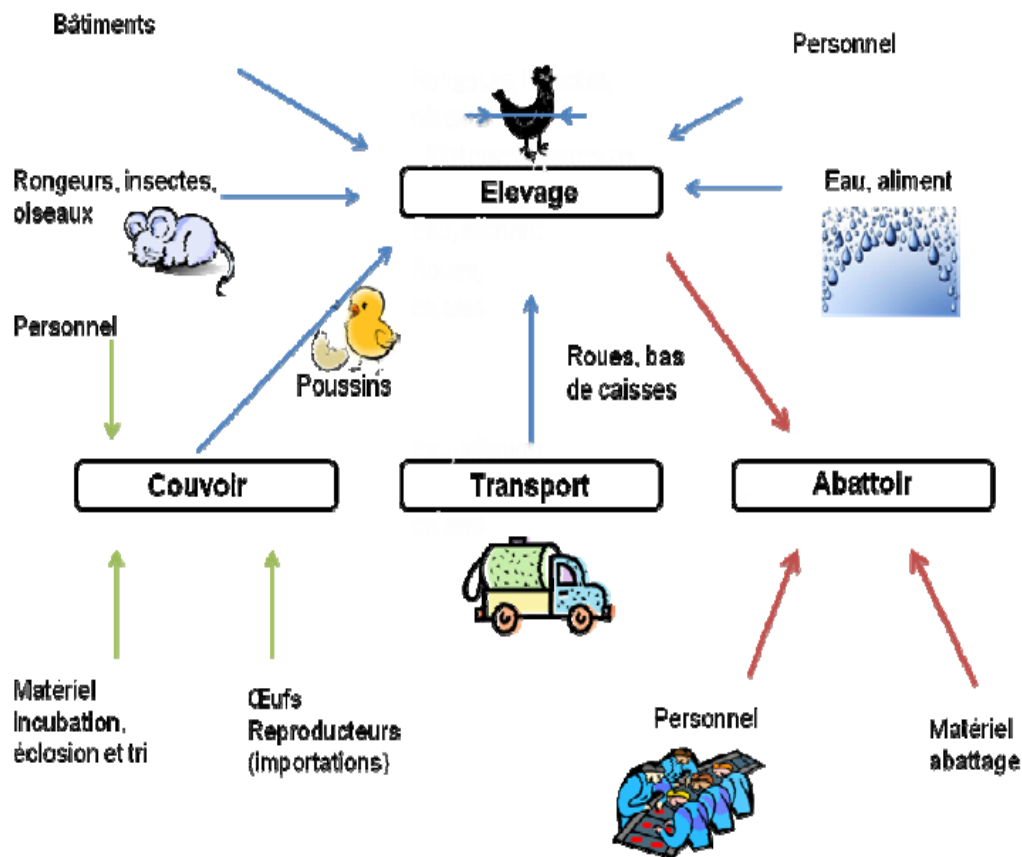 Bâtiments
Personnel
Elevage
Rongeurs, insectes,
oiseaux
Eau, aliment
Personnel
Poussins
Roues, bas
de caisses
Couvoir
Transport
Abattoir
Matériel
Incubation,
éclosion et tri
Œufs
Reproducteurs
(importations)
Personnel
Matériel
abattage